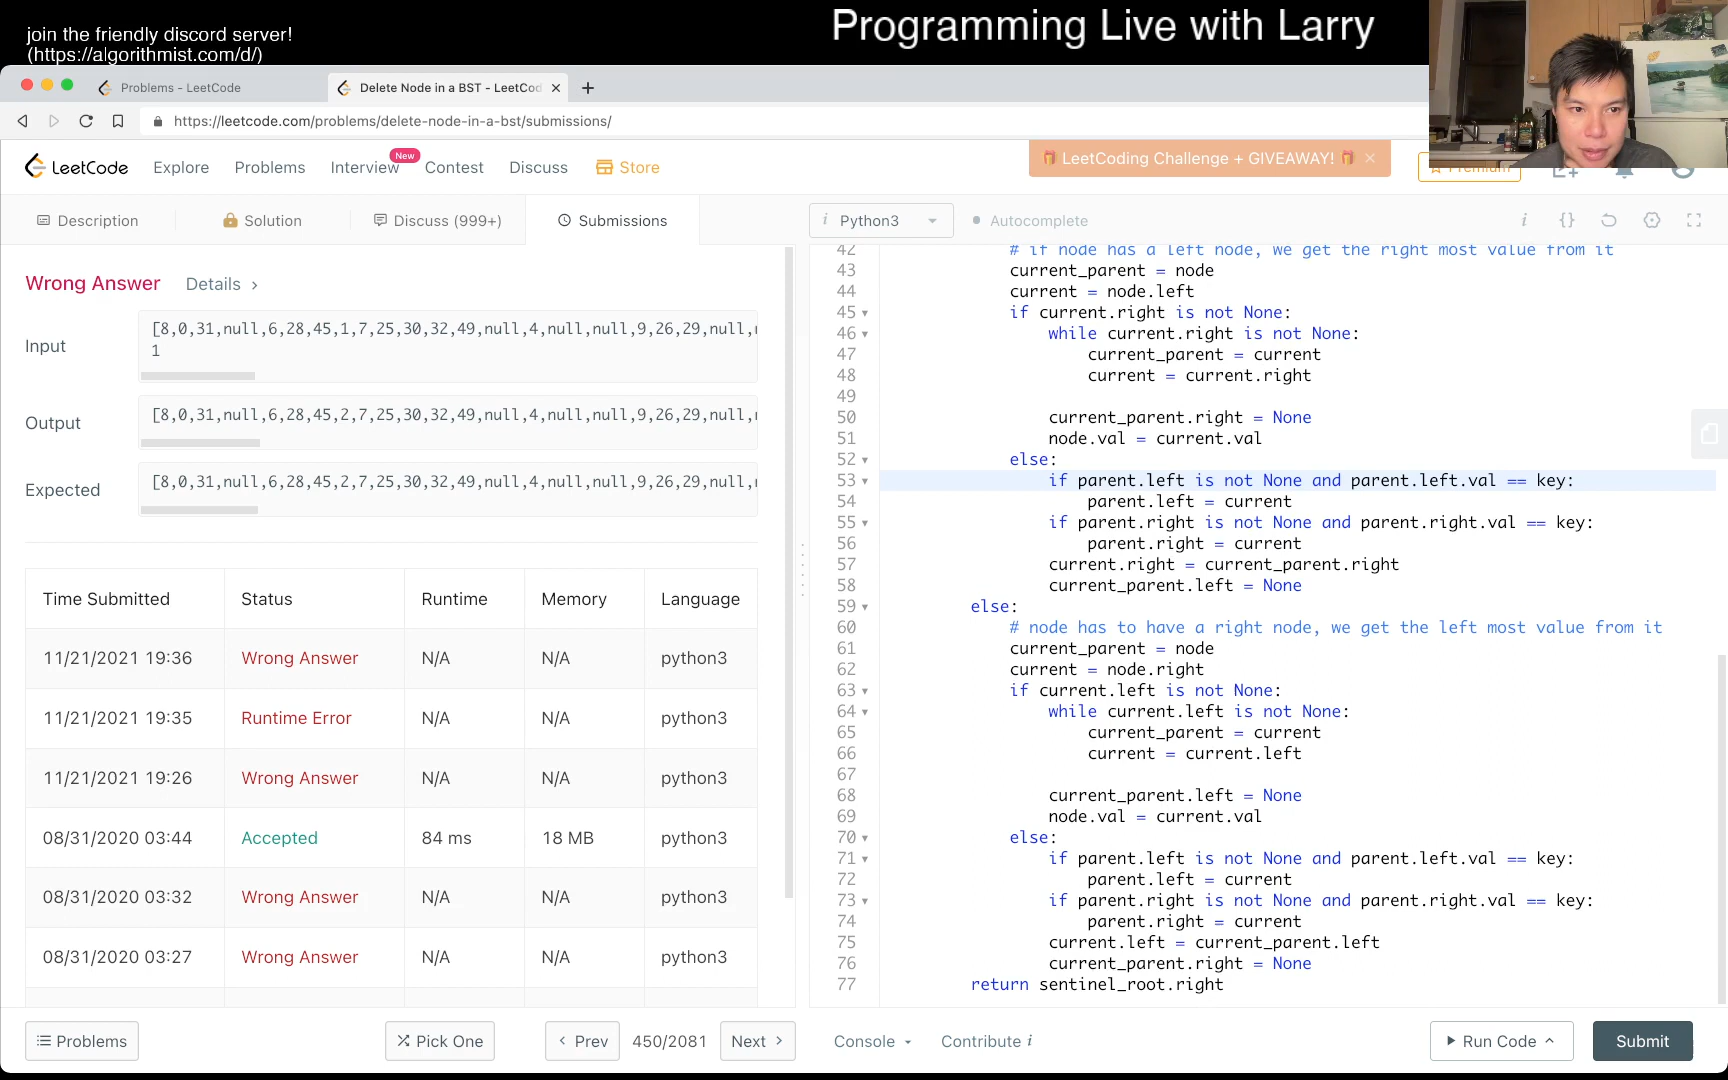 join the friendly discord server!
(https://algorithmist.com/d/)
Programming Live with Larry
Problems - LeetCode
Delete Node in a BST - LeetCod
https://leetcode.com/problems/delete-node-in-a-bst/submissions/
LeetCode
Explore
Problems
Interview
New
Contest
Discuss
Store
LeetCoding Challenge + GIVEAWAY!
Premium
Description
Solution
Discuss (999+)
Submissions
i Python3
Autocomplete
Wrong Answer
Details
Input
[8,0,31,null,6,28,45,1,7,25,30,32,49,null,4,null,null,9,26,29,null,
1
Output
[8,0,31,null,6,28,45,2,7,25,30,32,49,null,4,null,null,9,26,29,null,
Expected
[8,0,31,null,6,28,45,2,7,25,30,32,49,null,4,null,null,9,26,29,null,
Time Submitted Status Runtime Memory Language
11/21/2021 19:36 Wrong Answer N/A N/A python3
11/21/2021 19:35 Runtime Error N/A N/A python3
11/21/2021 19:26 Wrong Answer N/A N/A python3
08/31/2020 03:44 Accepted 84 ms 18 MB python3
08/31/2020 03:32 Wrong Answer N/A N/A python3
08/31/2020 03:27 Wrong Answer N/A N/A python3
42 # if node has a left node, we get the right most value from it
43 current_parent = node
44 current = node.left
45 if current.right is not None:
46 while current.right is not None:
47 current_parent = current
48 current = current.right
49
50 current_parent.right = None
51 node.val = current.val
52 else:
53 if parent.left is not None and parent.left.val == key:
54 parent.left = current
55 if parent.right is not None and parent.right.val == key:
56 parent.right = current
57 current.right = current_parent.right
58 current_parent.left = None
59 else:
60 # node has to have a right node, we get the left most value from it
61 current_parent = node
62 current = node.right
63 if current.left is not None:
64 while current.left is not None:
65 current_parent = current
66 current = current.left
67
68 current_parent.left = None
69 node.val = current.val
70 else:
71 if parent.left is not None and parent.left.val == key:
72 parent.left = current
73 if parent.right is not None and parent.right.val == key:
74 parent.right = current
75 current.left = current_parent.left
76 current_parent.right = None
77 return sentinel_root.right
Problems
Pick One
Prev
450/2081
Next
Console
Contribute i
Run Code
Submit